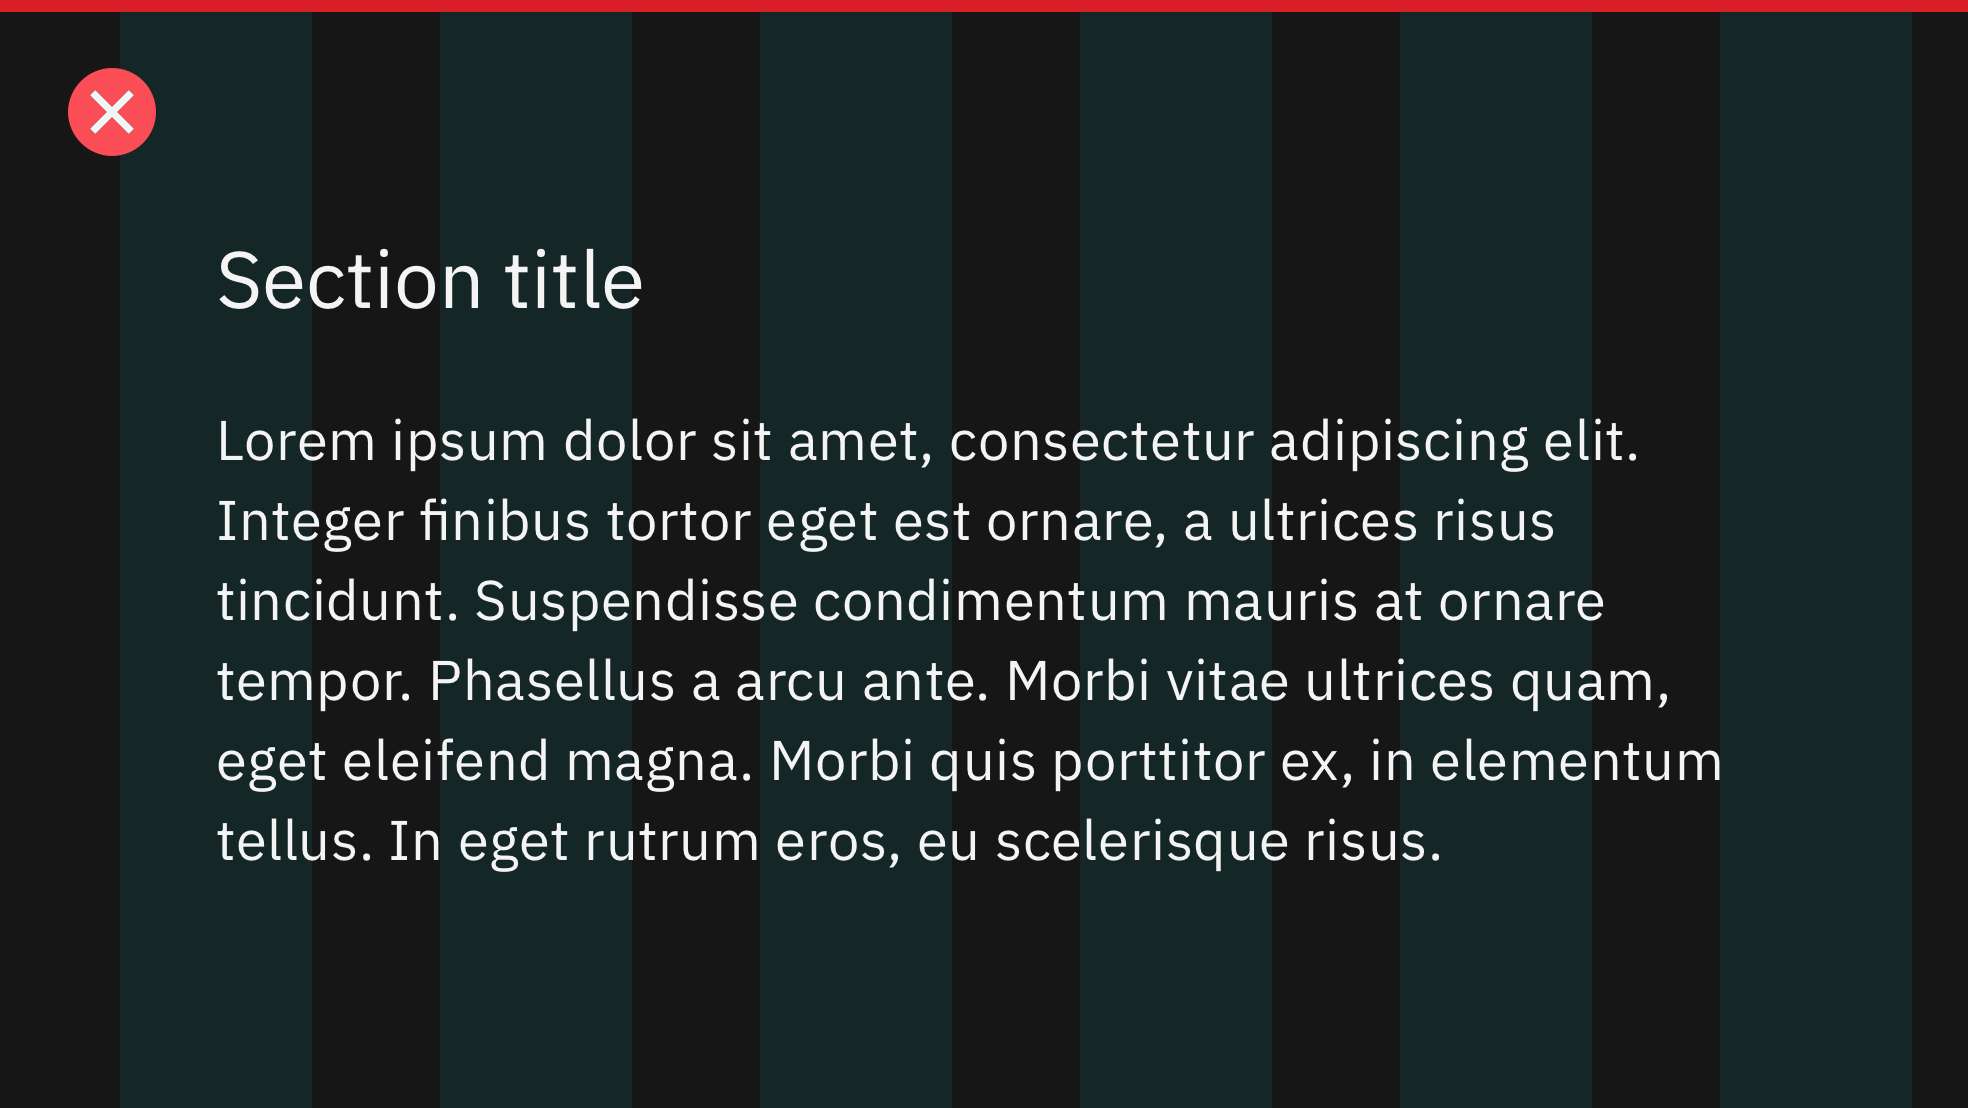 Section title
Lorem ipsum dolor sit amet, consectetur adipiscing elit.
Integer finibus tortor eget est ornare, a ultrices risus
tincidunt. Suspendisse condimentum mauris at ornare
tempor. Phasellus a arcu ante. Morbi vitae ultrices quam,
eget eleifend magna. Morbi quis porttitor ex, in elementum
tellus. In eget rutrum eros, eu scelerisque risus.